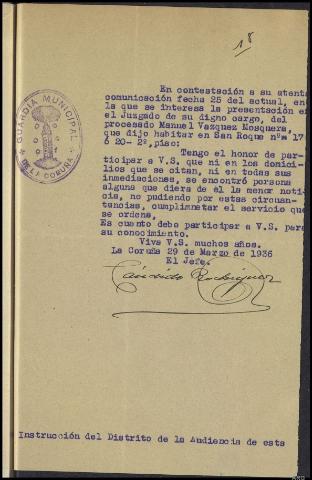 18
En contestación a su atenta
comunicación fecha 25 del actual, en
la que se interesa la presentación en
el Juzgado de su digno cargo, del
procesado Manuel Vazquez Mosquera,
que dijo habitar en San Roque nºs 17
ó 20- 2º, piso:
Tengo el honor de par-
ticipar a V.S, que ni en los domici-
lios que se citan, ni en todas sus
inmediaciones, se encontró persona
alguna que diera de él la menor noti-
cia, no pudiendo por estas circuns-
tancias, cumplimetar el servicio que
se ordena,
Es cuanto debo participar a V.S. para
su conocimiento.
Viva V.S. muchos años.
La Coruña 29 de Marzo de 1936
El Jefe.
Cándido Rodríguez
GUARDIA MUNICIPAL
DE LA CORUÑA
Instrucción del Distrito de la Audiencia de esta